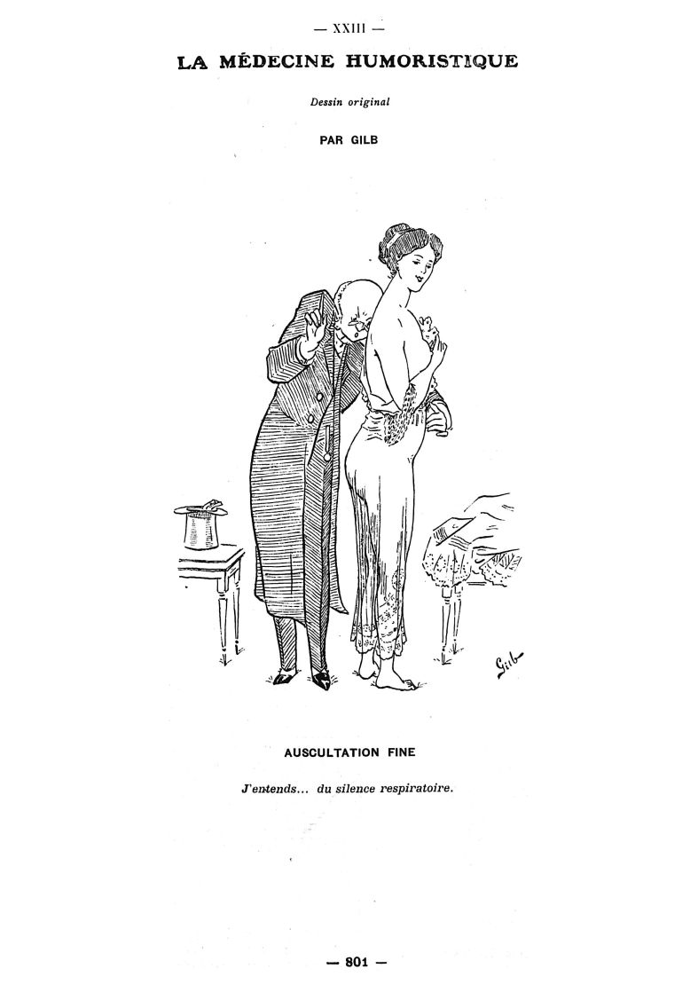 — XXIII —
LA MÉDECINE HUMORISTIQUE
Dessin original
PAR GILB
Gilb
AUSCULTATION FINE
J'entends... du silence respiratoire.
— 801 —